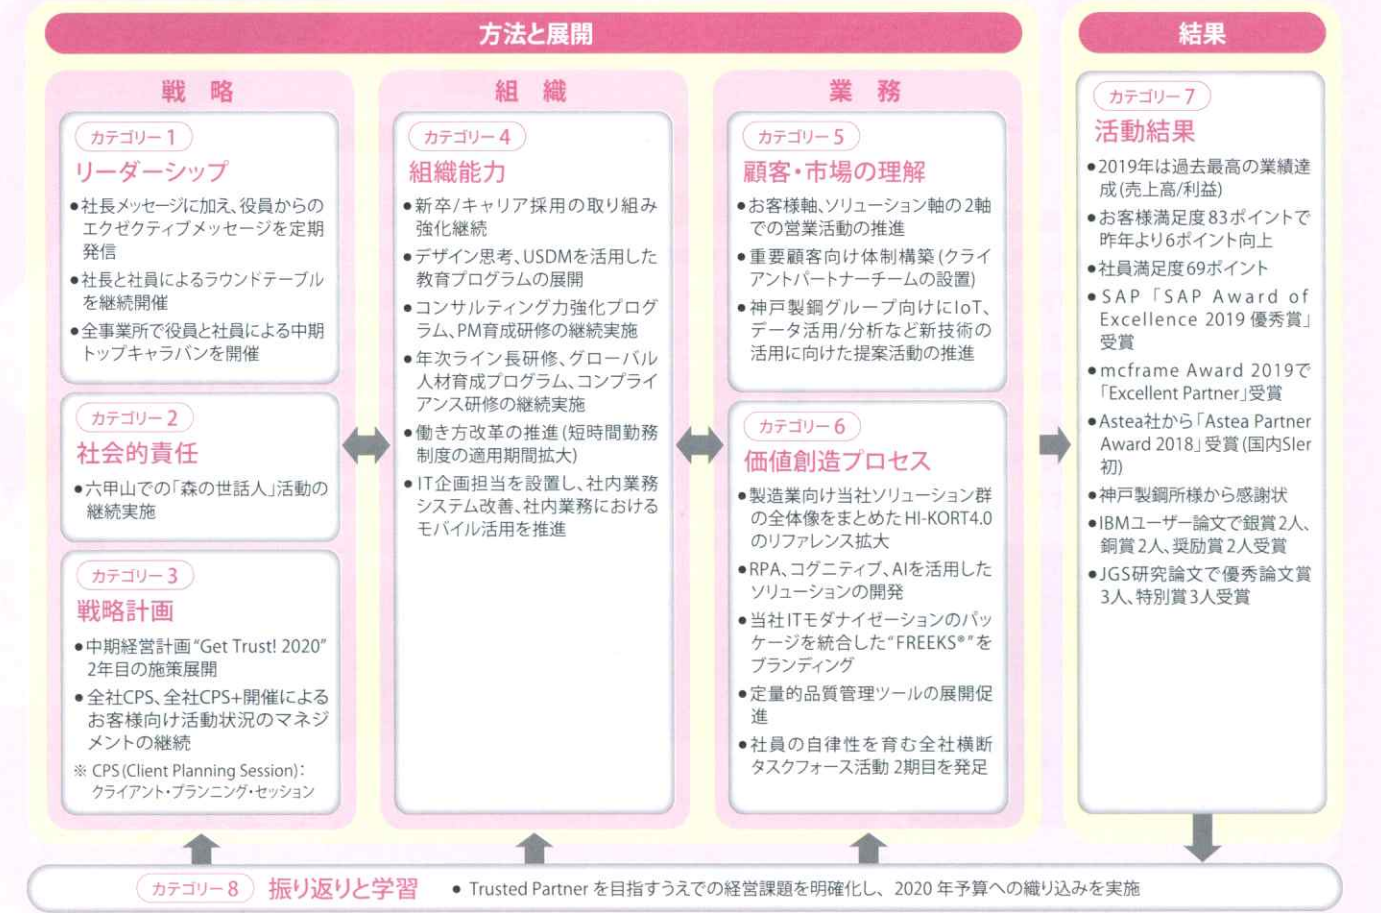 方法と展開
戦 略
カテゴリー 1
リーダーシップ
●社長メッセージに加え、役員からの
エクゼクティブメッセージを定期
発信
●社長と社員によるラウンドテーブル
を継続開催
●全事業所で役員と社員による中期
トップキャラバンを開催
カテゴリー 2
社会的責任
●六甲山での「森の世話人」活動の
継続実施
カテゴリー 3
戦略計画
●中期経営計画“Get Trust! 2020”
2年目の施策展開
●全社CPS、全社CPS+開催による
お客様向け活動状況のマネジ
メントの継続
※ CPS(Client Planning Session)：
クライアント・プランニング・セッション
組 織
カテゴリー 4
組織能力
●新卒/キャリア採用の取り組み
強化継続
●デザイン思考、USDMを活用した
教育プログラムの展開
●コンサルティング力強化プログ
ラム、PM育成研修の継続実施
●年次ライン長研修、グローバル
人材育成プログラム、コンプライ
アンス研修の継続実施
●働き方改革の推進(短時間勤務
制度の適用期間拡大)
●IT企画担当を設置し、社内業務
システム改善、社内業務における
モバイル活用を推進
業 務
カテゴリー 5
顧客・市場の理解
●お客様軸、ソリューション軸の2軸
での営業活動の推進
●重要顧客向け体制構築(クライ
アントパートナーチームの設置)
●神戸製鋼グループ向けにIoT、
データ活用/分析など新技術の
活用に向けた提案活動の推進
カテゴリー 6
価値創造プロセス
●製造業向け当社ソリューション群
の全体像をまとめたHI-KORT4.0
のリファレンス拡大
●RPA、コグニティブ、AIを活用した
ソリューションの開発
●当社ITモダナイゼーションのパッ
ケージを統合した“FREEKS®”を
ブランディング
●定量的品質管理ツールの展開促
進
●社員の自律性を育む全社横断
タスクフォース活動 2期目を発足
結果
カテゴリー 7
活動結果
●2019年は過去最高の業績達
成(売上高/利益)
●お客様満足度83ポイントで
昨年より6ポイント向上
●社員満足度69ポイント
●SAP「SAP Award of
Excellence 2019 優秀賞」
受賞
●mcframe Award 2019で
「Excellent Partner」受賞
●Astea社から「Astea Partner
Award 2018」受賞(国内SIer
初)
●神戸製鋼所様から感謝状
●IBMユーザー論文で銀賞2人、
銅賞2人、奨励賞2人受賞
●JGS研究論文で優秀論文賞
3人、特別賞3人受賞
カテゴリー 8 振り返りと学習 ● Trusted Partner を目指すうえでの経営課題を明確化し、2020 年予算への織り込みを実施